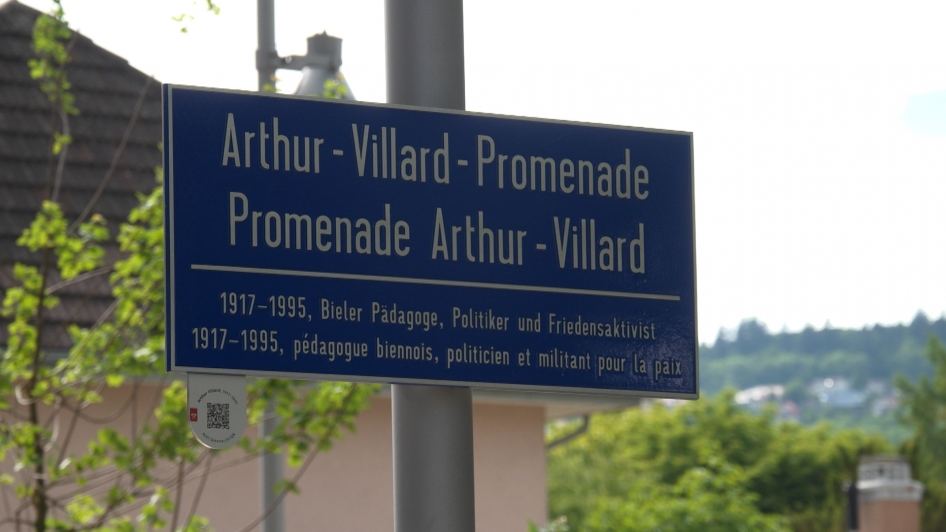 Arthur-Villard-Promenade
Promenade Arthur-Villard
1917–1995, Bieler Pädagoge, Politiker und Friedensaktivist
1917–1995, pédagogue biennois, politicien et militant pour la paix